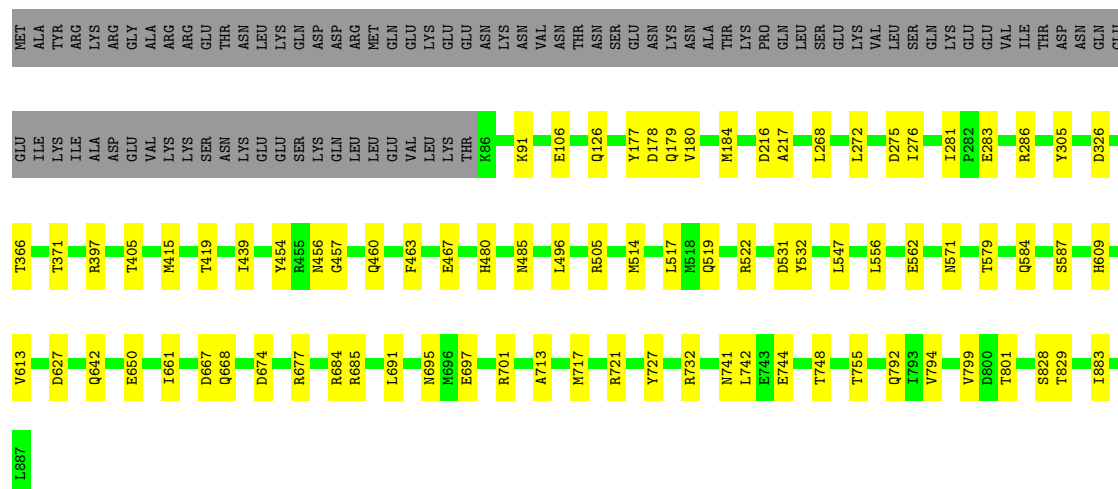 MET ALA TYR ARG LYS ARG GLY ALA ARG ARG GLU THR ASN LEU LYS GLN ASP ASP ARG MET GLN GLU LYS GLU GLU ASN LYS ASN VAL ASN THR ASN SER GLU ASN LYS ASN ALA THR LYS PRO GLN LEU SER GLU LYS VAL LEU SER GLN LYS GLU GLU VAL ILE THR ASP ASN GLN GLU
GLU ILE LYS ILE ALA ASP GLU VAL LYS LYS SER ASN LYS GLU GLU SER LYS GLN LEU LEU GLU VAL LEU LYS THR K86 K91 E106 Q126 Y177 D178 Q179 V180 M184 D216 A217 L268 L272 D275 I276 I281 P282 E283 R286 Y305 D326
T366 T371 R397 T405 M415 T419 I439 Y454 R455 N456 G457 Q460 F463 E467 H480 N485 L496 R505 M514 L517 M518 Q519 R522 D531 Y532 L547 L556 E562 N571 T579 Q584 S587 H609
V613 D627 Q642 E650 I661 D667 Q668 D674 R677 R684 R685 L691 N695 M696 E697 R701 A713 M717 R721 Y727 R732 N741 L742 E743 E744 T748 T755 Q792 I793 V794 V799 D800 T801 S828 T829 I883
L887